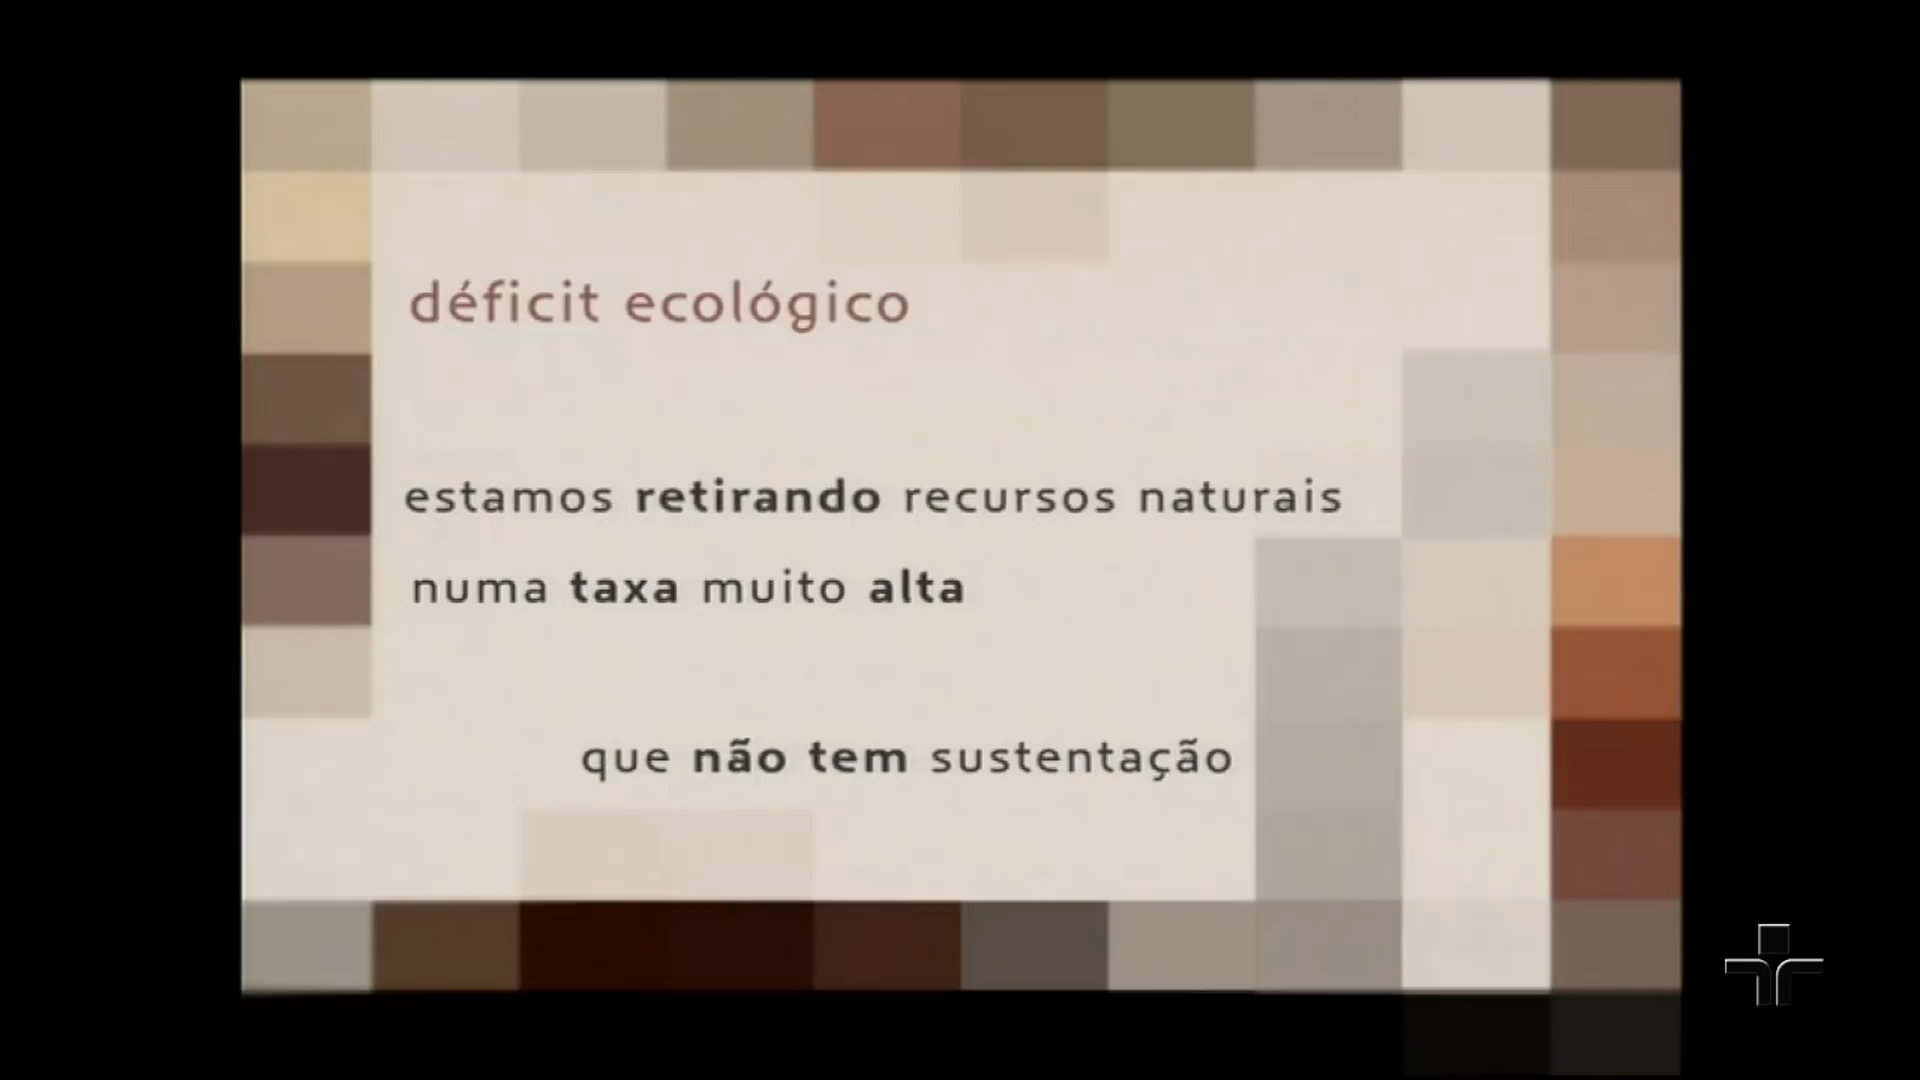 déficit ecológico
estamos retirando recursos naturais
numa taxa muito alta
que não tem sustentação